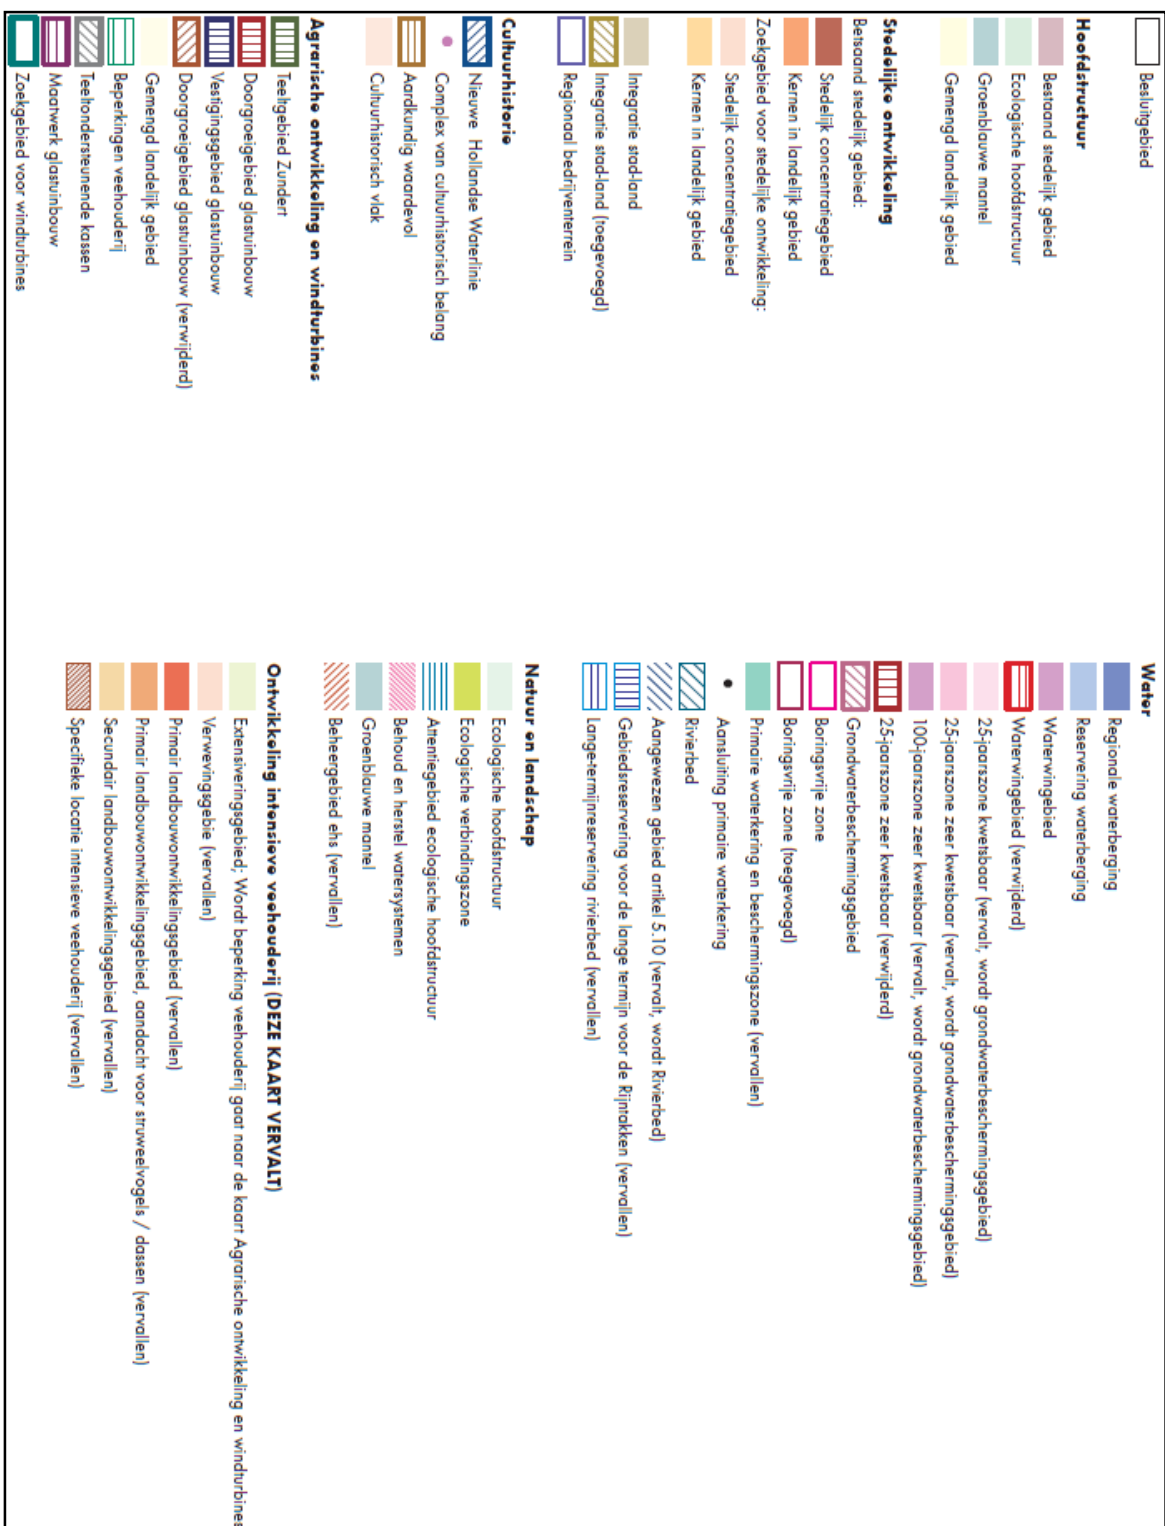 Besluitgebied
Hoofdstructuur
Bestaand stedelijk gebied
Ecologische hoofdstructuur
Groenblauwe mantel
Gemengd landelijk gebied
Stedelijke ontwikkeling
Betsaand stedelijk gebied:
Stedelijk concentratiegebied
Kernen in landelijk gebied
Zoekgebied voor stedelijke ontwikkeling:
Stedelijk concentratiegebied
Kernen in landelijk gebied
Integratie stad-land
Integratie stad-land (toegevoegd)
Regionaal bedrijventerrein
Cultuurhistorie
Nieuwe Hollandse Waterlinie
Complex van cultuurhistorisch belang
Aardkundig waardevol
Cultuurhistorisch vlak
Agrarische ontwikkeling en windturbines
Teeltgebied Zundert
Doorgroeigebied glastuinbouw
Vestigingsgebied glastuinbouw
Doorgroeigebied glastuinbouw (verwijderd)
Gemengd landelijk gebied
Beperkingen veehouderij
Teeltondersteunende kassen
Maatwerk glastuinbouw
Zoekgebied voor windturbines
Water
Regionale waterberging
Reservering waterberging
Waterwingebied
Waterwingebied (verwijderd)
25-jaarszone kwetsbaar (vervalt, wordt grondwaterbeschermingsgebied)
25-jaarszone zeer kwetsbaar (vervalt, wordt grondwaterbeschermingsgebied)
100-jaarszone zeer kwetsbaar (vervalt, wordt grondwaterbeschermingsgebied)
25-jaarszone zeer kwetsbaar (verwijderd)
Grondwaterbeschermingsgebied
Boringsvrije zone
Boringsvrije zone (toegevoegd)
Primaire waterkering en beschermingszone (vervallen)
Aansluiting primaire waterkering
Rivierbed
Aangewezen gebied artikel 5.10 (vervalt, wordt Rivierbed)
Gebiedsreservering voor de lange termijn voor de Rijntakken (vervallen)
Lange-termijnreservering rivierbed (vervallen)
Natuur en landschap
Ecologische hoofdstructuur
Ecologische verbindingszone
Attentiegebied ecologische hoofdstructuur
Behoud en herstel watersystemen
Groenblauwe mantel
Beheergebied ehs (vervallen)
Ontwikkeling intensieve veehouderij (DEZE KAART VERVALT)
Extensiveringsgebied; Wordt beperking veehouderij gaat naar de kaart Agrarische ontwikkeling en windturbines
Verwevingsgebie (vervallen)
Primair landbouwontwikkelingsgebied (vervallen)
Primair landbouwontwikkelingsgebied, aandacht voor struweelvogels / dassen (vervallen)
Secundair landbouwontwikkelingsgebied (vervallen)
Specifieke locatie intensieve veehouderij (vervallen)